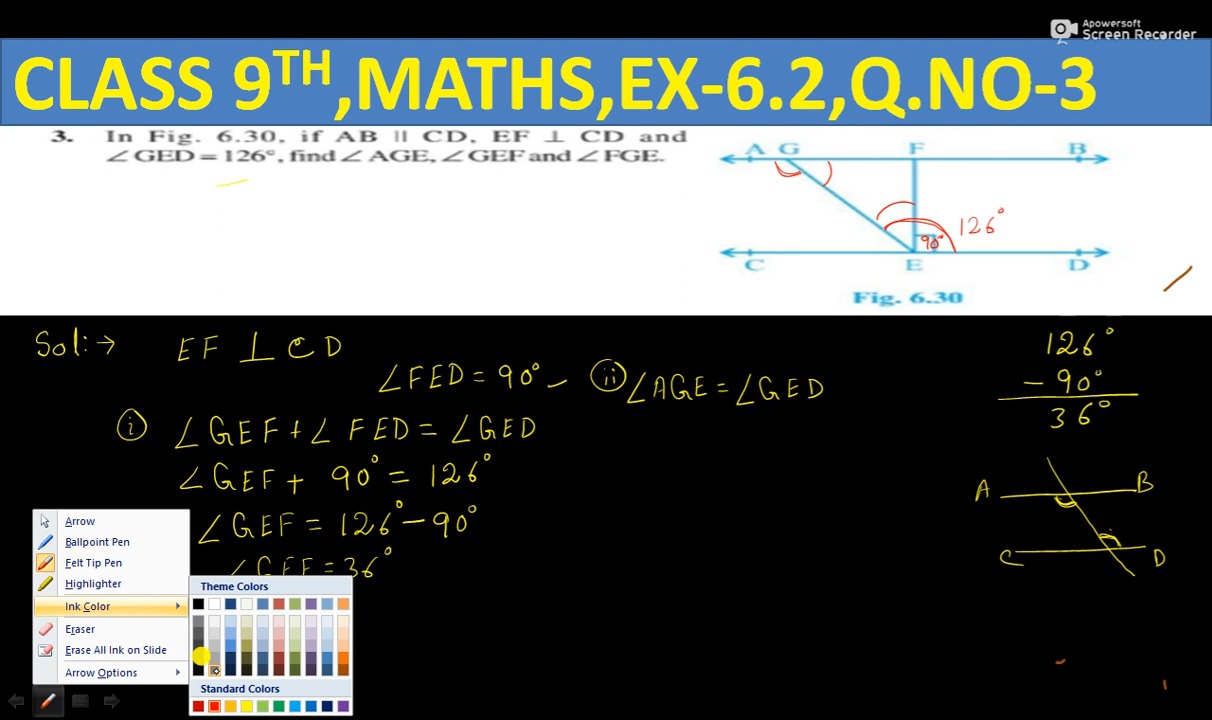 Apowersoft
Screen Recorder
CLASS 9TH,MATHS,EX-6.2,Q.NO-3
3. In Fig. 6.30, if AB || CD, EF ⊥ CD and
∠GED = 126°, find ∠ AGE, ∠ GEF and ∠ FGE.
A G F B
126°
90°
C E D
Fig. 6.30
Sol:→ EF ⊥ CD
∠FED = 90°
(i) ∠GEF + ∠FED = ∠GED
∠GEF + 90° = 126°
∠GEF = 126° - 90°
∠GEF = 36°
(ii) ∠AGE = ∠GED
126°
- 90°
36°
A B
C D
Arrow
Ballpoint Pen
Felt Tip Pen
Highlighter
Ink Color
Eraser
Erase All Ink on Slide
Arrow Options
Theme Colors
Standard Colors